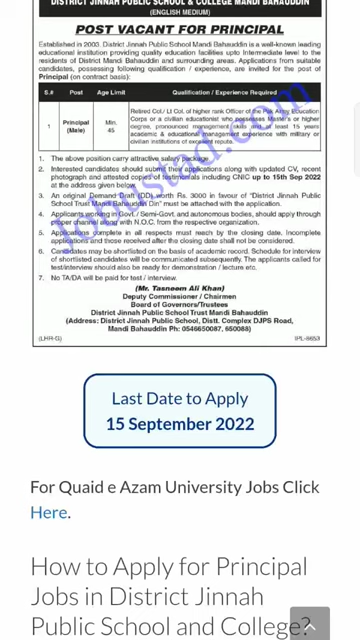 DISTRICT JINNAH PUBLIC SCHOOL & COLLEGE MANDI BAHAUDDIN
(ENGLISH MEDIUM)
POST VACANT FOR PRINCIPAL
Established in 2003. District Jinnah Public School Mandi Bahauddin is a well-known leading
educational institution providing quality education facilities upto Intermediate level to the
residents of District Mandi Bahauddin and surrounding areas. Applications from suitable
candidates, possessing following qualification / experience, are invited for the post of
Principal (on contract basis):
S.# Post Age Limit Qualification / Experience Required
1 Principal (Male) Min. 45 Retired Col./ Lt Col. of higher rank Officer of the Pak Army Education
Corps or a civilian educationist who possesses Master's or higher
degree, pronounced management skills and at least 15 years
academic & educational management experience with military or
civilian institutions of excellent repute.
1. The above position carry attractive salary package.
2. Interested candidates should submit their applications along with updated CV, recent
photograph and attested copies of testimonials including CNIC up to 15th Sep 2022
at the address given below.
3. An original Demand Draft (DD) worth Rs. 3000 in favour of "District Jinnah Public
School Trust Mandi Bahauddin" must be attached with the application.
4. Applicants working in Govt./ Semi-Govt. and autonomous bodies, should apply through
proper channel with N.O.C. from the respective organization.
5. Applications complete in all respects must reach by the closing date. Incomplete
applications and those received after the closing date shall not be considered.
6. Candidates may be shortlisted on the basis of academic record. Schedule for interview
of shortlisted candidates will be communicated subsequently. The applicants called for
test/interview should also be ready for demonstration / lecture etc.
7. No TA/DA will be paid for test / interview.
(Mr. Tasneem Ali Khan)
Deputy Commissioner / Chairmen
Board of Governors/Trustees
District Jinnah Public School Trust Mandi Bahauddin
(Address: District Jinnah Public School, Distt. Complex DJPS Road,
Mandi Bahauddin Ph: 0546650087, 650088)
(LHR-G) IPL-8653
Jobustad.com
Last Date to Apply
15 September 2022
For Quaid e Azam University Jobs Click
Here.
How to Apply for Principal
Jobs in District Jinnah
Public School and College?